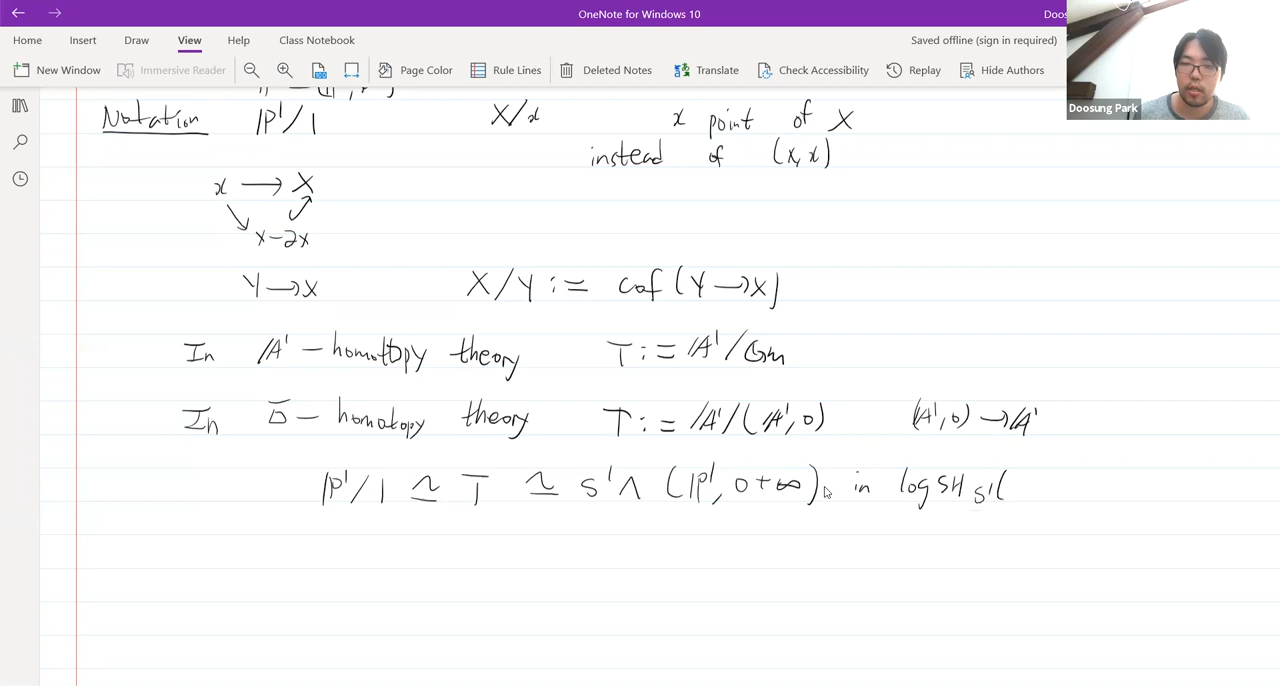 OneNote for Windows 10
Doos
Home Insert Draw View Help Class Notebook Saved offline (sign in required)
New Window Immersive Reader Page Color Rule Lines Deleted Notes Translate Check Accessibility Replay Hide Authors
Doosung Park
Notation ℙ¹/1 X/x x point of X
instead of (X, x)
x → X
X-2x
Y → X X/Y := cof(Y → X)
In 𝔸¹ - homotopy theory T := 𝔸¹/𝔾m
In □̄ - homotopy theory T := 𝔸¹/(𝔸¹, 0) (𝔸¹, 0) → 𝔸¹
ℙ¹/1 ≃ T ≃ S¹ ∧ (ℙ¹, 0+∞), in logSH S¹(